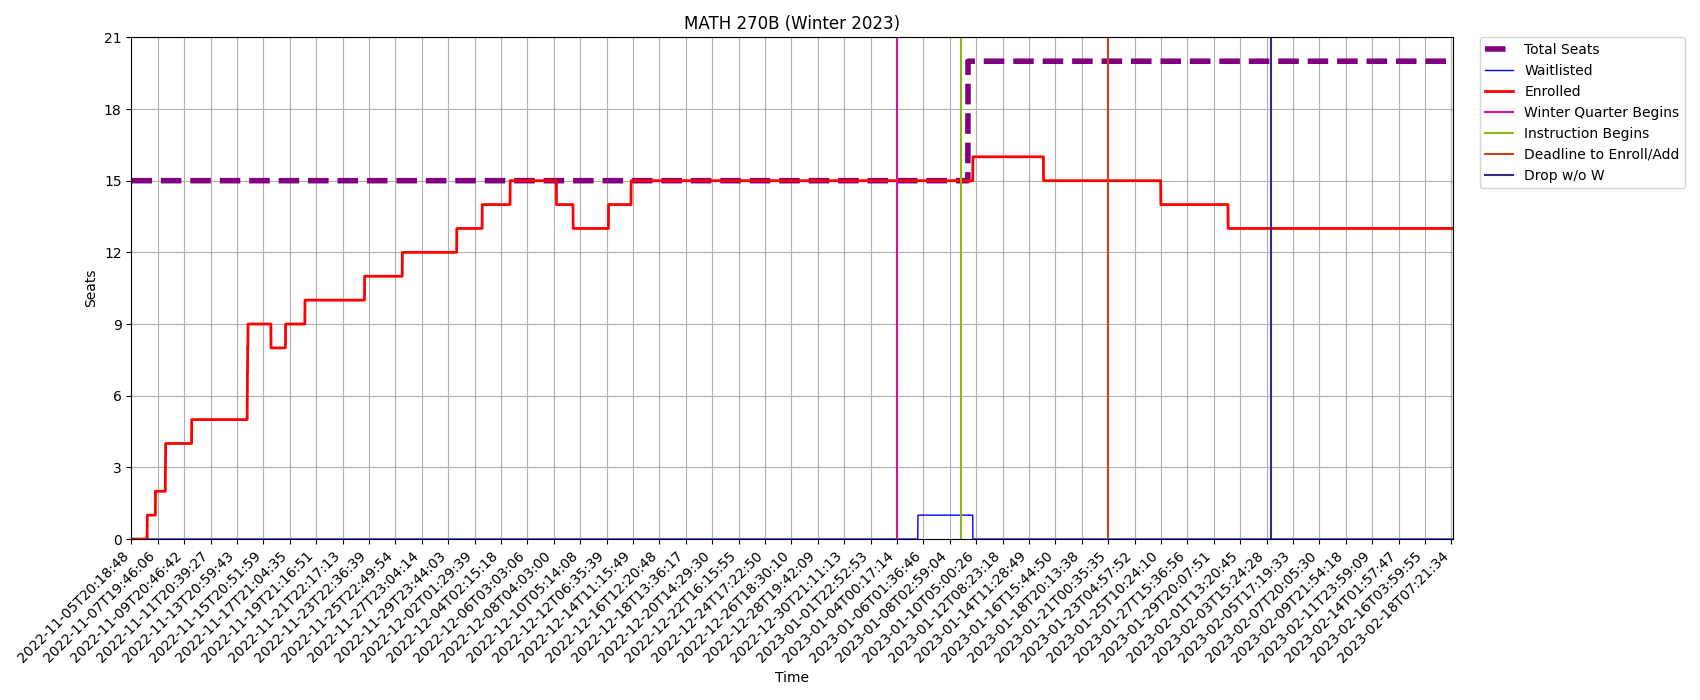 MATH 270B (Winter 2023)
21
18
15
12
9
6
3
0
Seats
2022-11-05T20:18:48
2022-11-07T19:46:06
2022-11-09T20:46:42
2022-11-11T20:39:27
2022-11-13T20:59:43
2022-11-15T20:51:59
2022-11-17T21:04:35
2022-11-19T21:16:51
2022-11-21T22:17:13
2022-11-23T22:36:39
2022-11-25T22:49:54
2022-11-27T23:04:14
2022-11-29T23:44:03
2022-12-02T01:29:39
2022-12-04T02:15:18
2022-12-06T03:03:06
2022-12-08T04:03:00
2022-12-10T05:14:08
2022-12-12T06:35:39
2022-12-14T11:15:49
2022-12-16T12:20:48
2022-12-18T13:36:17
2022-12-20T14:29:30
2022-12-22T16:15:55
2022-12-24T17:22:50
2022-12-26T18:30:10
2022-12-28T19:42:09
2022-12-30T21:11:13
2023-01-01T22:52:53
2023-01-04T00:17:14
2023-01-06T01:36:46
2023-01-08T02:59:04
2023-01-10T05:00:26
2023-01-12T08:23:18
2023-01-14T11:28:49
2023-01-16T15:44:50
2023-01-18T20:13:38
2023-01-21T00:35:35
2023-01-23T04:57:52
2023-01-25T10:24:10
2023-01-27T15:36:56
2023-01-29T20:07:51
2023-02-01T13:20:45
2023-02-03T15:24:28
2023-02-05T17:19:33
2023-02-07T20:05:30
2023-02-09T21:54:18
2023-02-11T23:59:09
2023-02-14T01:57:47
2023-02-16T03:59:55
2023-02-18T07:21:34
Time
Total Seats
Waitlisted
Enrolled
Winter Quarter Begins
Instruction Begins
Deadline to Enroll/Add
Drop w/o W